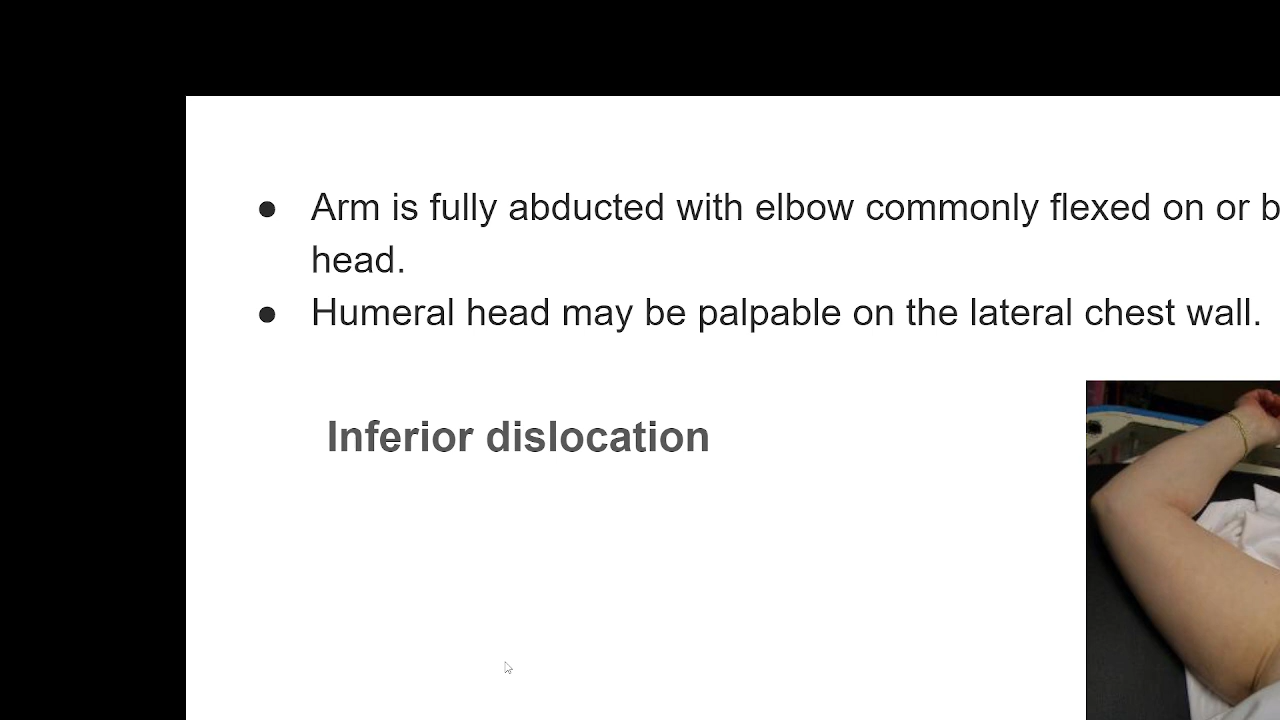 ● Arm is fully abducted with elbow commonly flexed on or
head.
● Humeral head may be palpable on the lateral chest wall.
Inferior dislocation